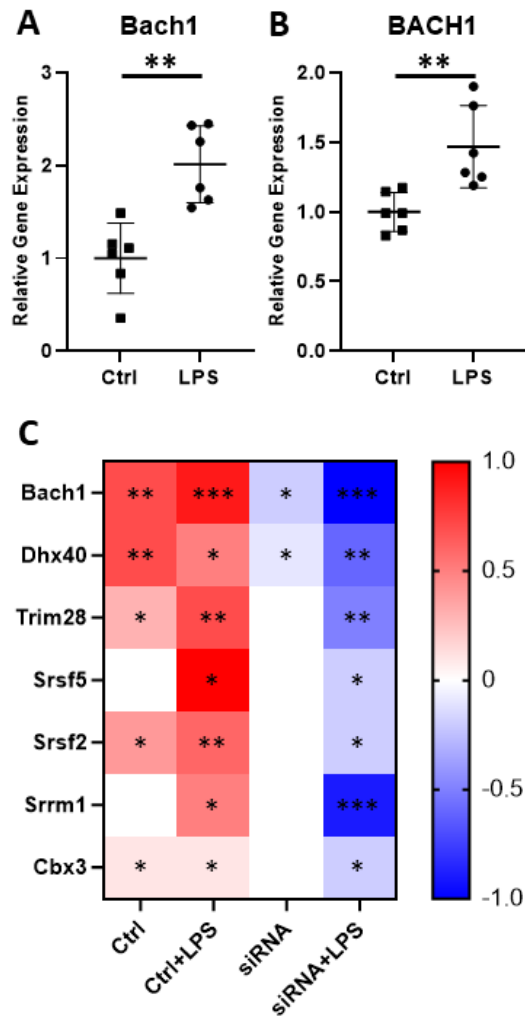 A
Bach1
**
Relative Gene Expression
3
2
1
0
Ctrl
LPS
B
BACH1
**
Relative Gene Expression
2.0
1.5
1.0
0.5
0.0
Ctrl
LPS
C
Bach1
**
***
*
***
Dhx40
**
*
*
**
Trim28
*
**
**
Srsf5
*
*
Srsf2
*
**
*
Srrm1
*
***
Cbx3
*
*
*
Ctrl
Ctrl+LPS
siRNA
siRNA+LPS
1.0
0.5
0
-0.5
-1.0